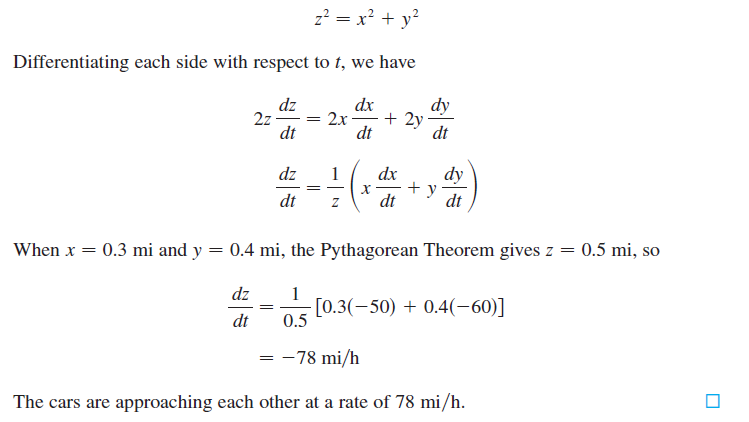 z² = x² + y²
Differentiating each side with respect to t, we have
2z dz/dt = 2x dx/dt + 2y dy/dt
dz/dt = 1/z (x dx/dt + y dy/dt)
When x = 0.3 mi and y = 0.4 mi, the Pythagorean Theorem gives z = 0.5 mi, so
dz/dt = 1/0.5 [0.3(−50) + 0.4(−60)]
= −78 mi/h
The cars are approaching each other at a rate of 78 mi/h. □